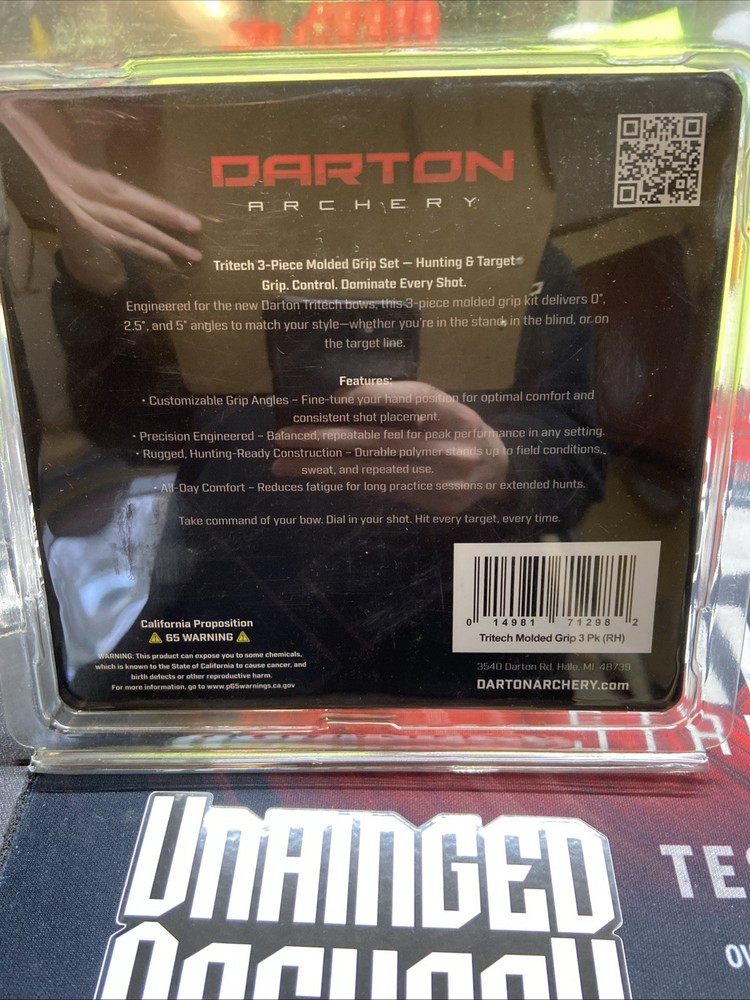 DARTON
ARCHERY
Tritech 3-Piece Molded Grip Set – Hunting & Target
Grip. Control. Dominate Every Shot.
Engineered for the new Darton Tritech bows, this 3-piece molded grip kit delivers 0°,
2.5°, and 5° angles to match your style—whether you're in the stand, in the blind, or on
the target line.
Features:
• Customizable Grip Angles – Fine-tune your hand position for optimal comfort and
consistent shot placement.
• Precision Engineered – Balanced, repeatable feel for peak performance in any setting.
• Rugged, Hunting-Ready Construction – Durable polymer stands up to field conditions,
sweat, and repeated use.
• All-Day Comfort – Reduces fatigue for long practice sessions or extended hunts.
Take command of your bow. Dial in your shot. Hit every target, every time.
0 14981 71298 2
Tritech Molded Grip 3 Pk (RH)
California Proposition
65 WARNING
WARNING: This product can expose you to some chemicals,
which is known to the State of California to cause cancer, and
birth defects or other reproductive harm.
For more information, go to www.p65warnings.ca.gov
3540 Darton Rd. Hale, MI 48739
DARTONARCHERY.com
UNHINGED
ARCHERY
TE